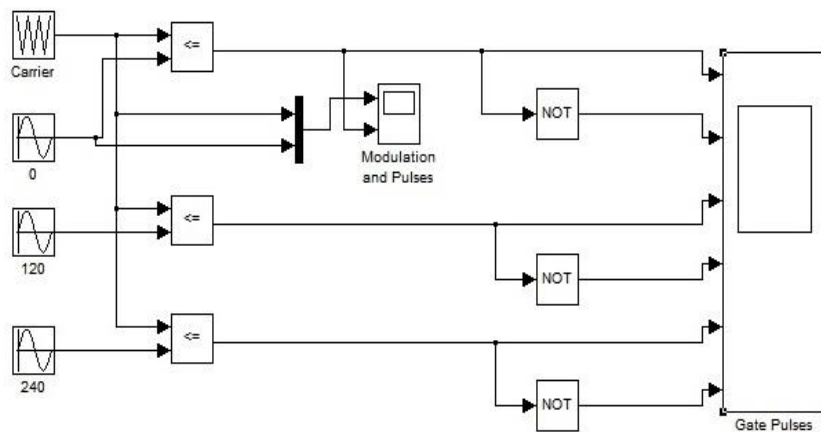 <=
Carrier
NOT
0
Modulation
and Pulses
<=
120
NOT
<=
240
NOT
Gate Pulses